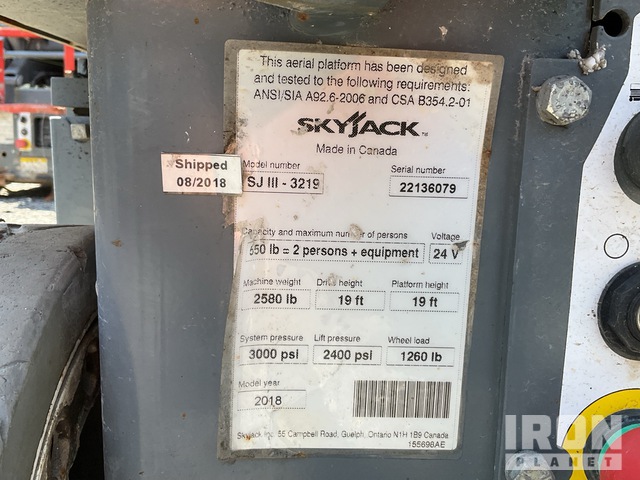 This aerial platform has been designed
and tested to the following requirements:
ANSI/SIA A92.6-2006 and CSA B354.2-01
SKYJACK™
Made in Canada
Shipped
08/2018
Model number
SJ III - 3219
Serial number
22136079
Capacity and maximum number of persons
650 lb = 2 persons + equipment
Voltage
24 V
Machine weight
2580 lb
Drive height
19 ft
Platform height
19 ft
System pressure
3000 psi
Lift pressure
2400 psi
Wheel load
1260 lb
Model year
2018
Skyjack Inc. 55 Campbell Road, Guelph, Ontario N1H 1B9 Canada
155698AE
IRON
PLANET